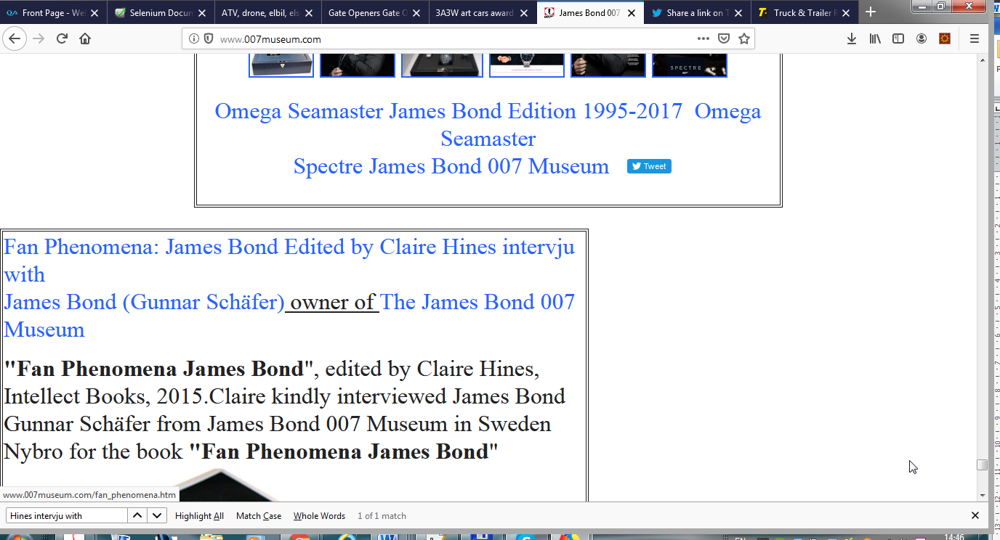 Front Page - Wel
Selenium Docum
ATV, drone, elbil, els
Gate Openers Gate O
3A3W art cars award
James Bond 007
Share a link on T
Truck & Trailer P
www.007museum.com
SPECTRE
Omega Seamaster James Bond Edition 1995-2017 Omega
Seamaster
Spectre James Bond 007 Museum Tweet
Fan Phenomena: James Bond Edited by Claire Hines intervju
with
James Bond (Gunnar Schäfer) owner of The James Bond 007
Museum
"Fan Phenomena James Bond", edited by Claire Hines,
Intellect Books, 2015.Claire kindly interviewed James Bond
Gunnar Schäfer from James Bond 007 Museum in Sweden
Nybro for the book "Fan Phenomena James Bond"
www.007museum.com/fan_phenomena.htm
Hines intervju with Highlight All Match Case Whole Words 1 of 1 match
EN 14:46